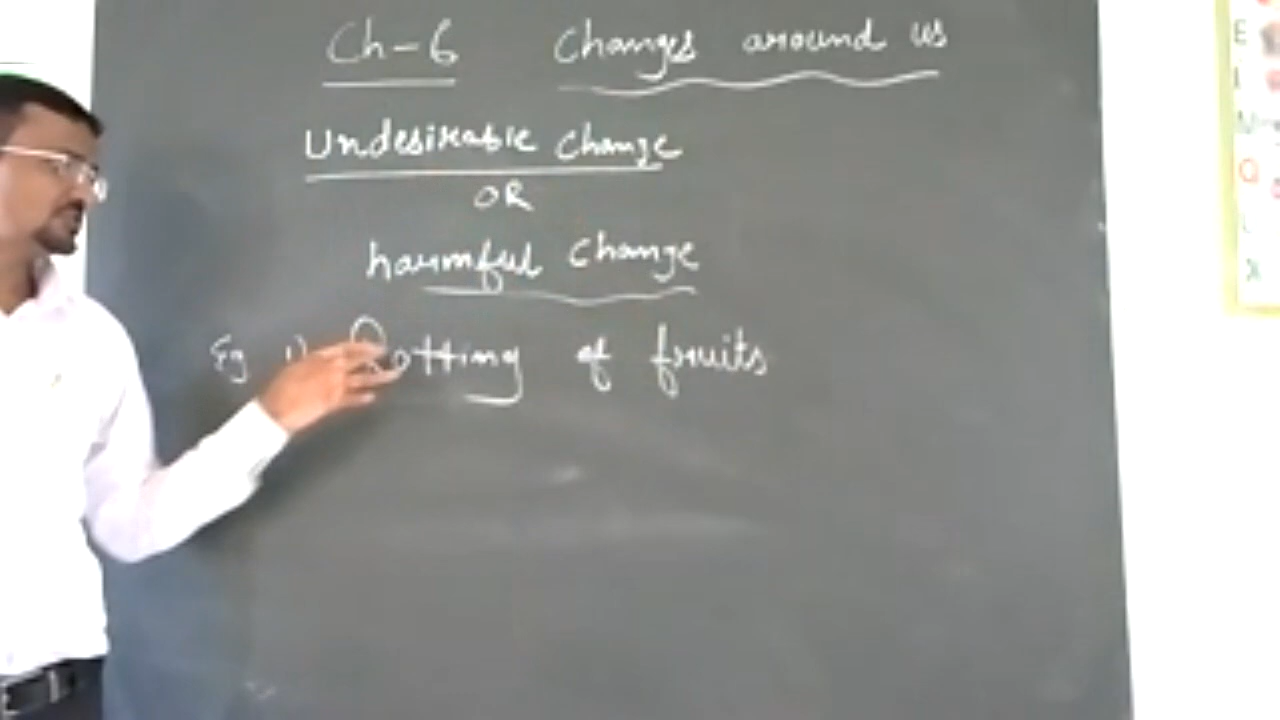 Ch-6 Changes around us
Undesirable change
OR
harmful change
Eg 1) Rotting of fruits
E
I
M
Q